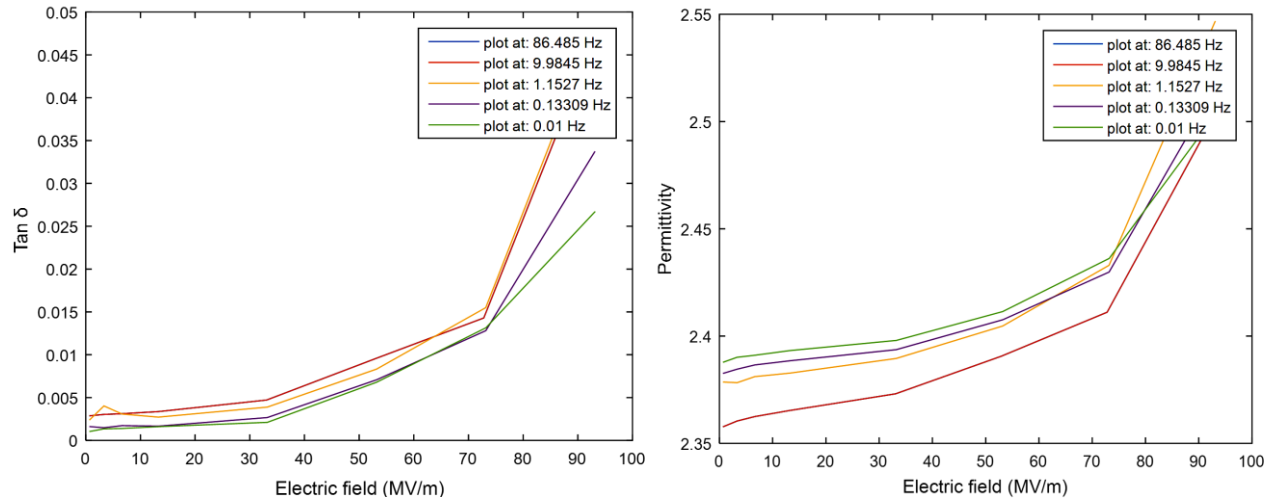 0.05
0.045
0.04
0.035
0.03
0.025
0.02
0.015
0.01
0.005
0
Tan δ
0 10 20 30 40 50 60 70 80 90 100
Electric field (MV/m)
plot at: 86.485 Hz
plot at: 9.9845 Hz
plot at: 1.1527 Hz
plot at: 0.13309 Hz
plot at: 0.01 Hz
2.55
2.5
2.45
2.4
2.35
Permittivity
0 10 20 30 40 50 60 70 80 90 100
Electric field (MV/m)
plot at: 86.485 Hz
plot at: 9.9845 Hz
plot at: 1.1527 Hz
plot at: 0.13309 Hz
plot at: 0.01 Hz